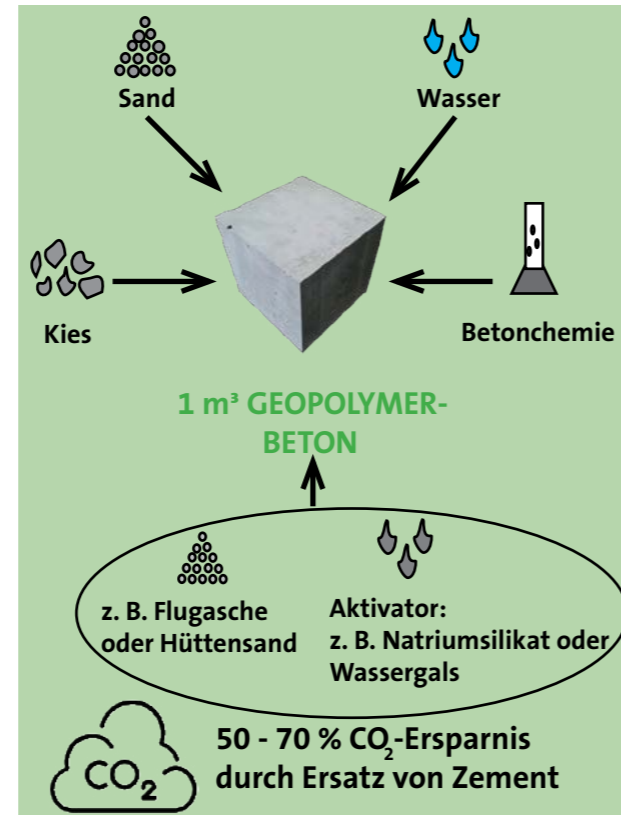 Sand
Wasser
Kies
Betonchemie
1 m³ GEOPOLYMER-
BETON
z. B. Flugasche
oder Hüttensand
Aktivator:
z. B. Natriumsilikat oder
Wassergals
CO₂
50 - 70 % CO₂-Ersparnis
durch Ersatz von Zement